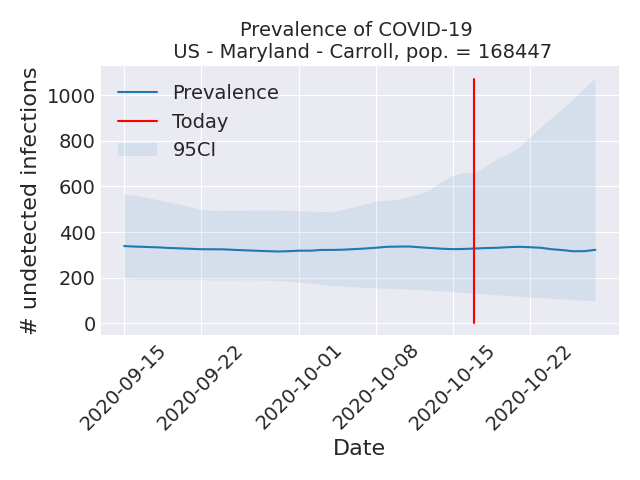 Prevalence of COVID-19
US - Maryland - Carroll, pop. = 168447
# undetected infections
1000
800
600
400
200
0
Prevalence
Today
95CI
2020-09-15
2020-09-22
2020-10-01
2020-10-08
2020-10-15
2020-10-22
Date